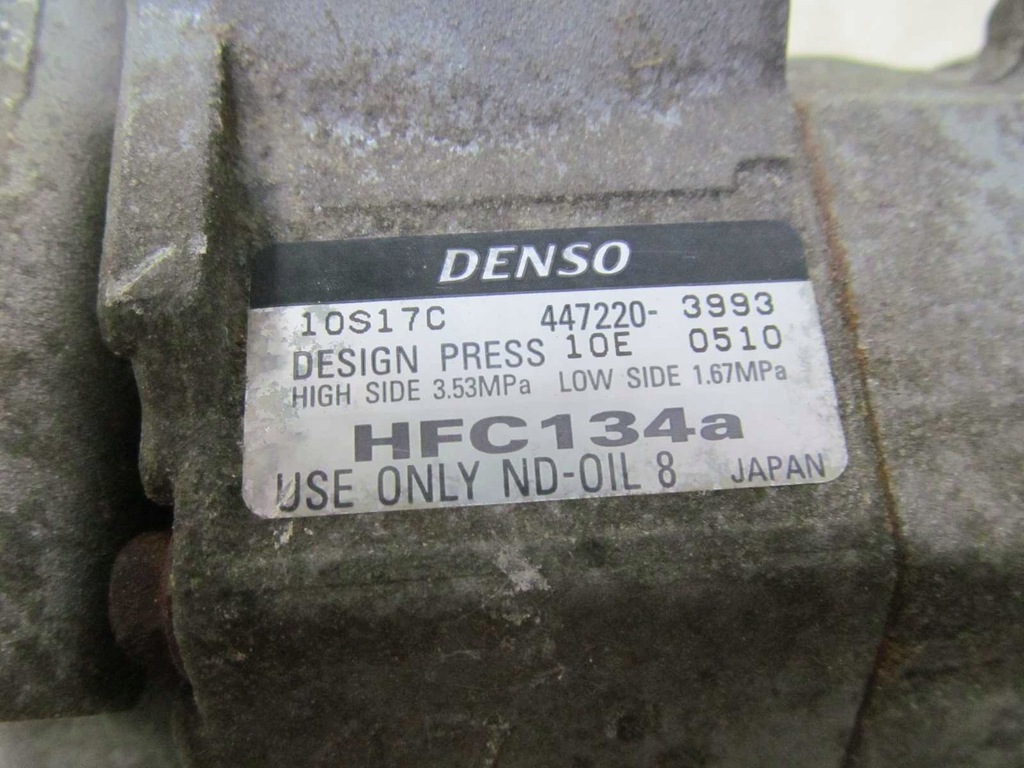 DENSO
10S17C 447220- 3993
DESIGN PRESS 10E 0510
HIGH SIDE 3.53MPa LOW SIDE 1.67MPa
HFC134a
USE ONLY ND-OIL 8 JAPAN